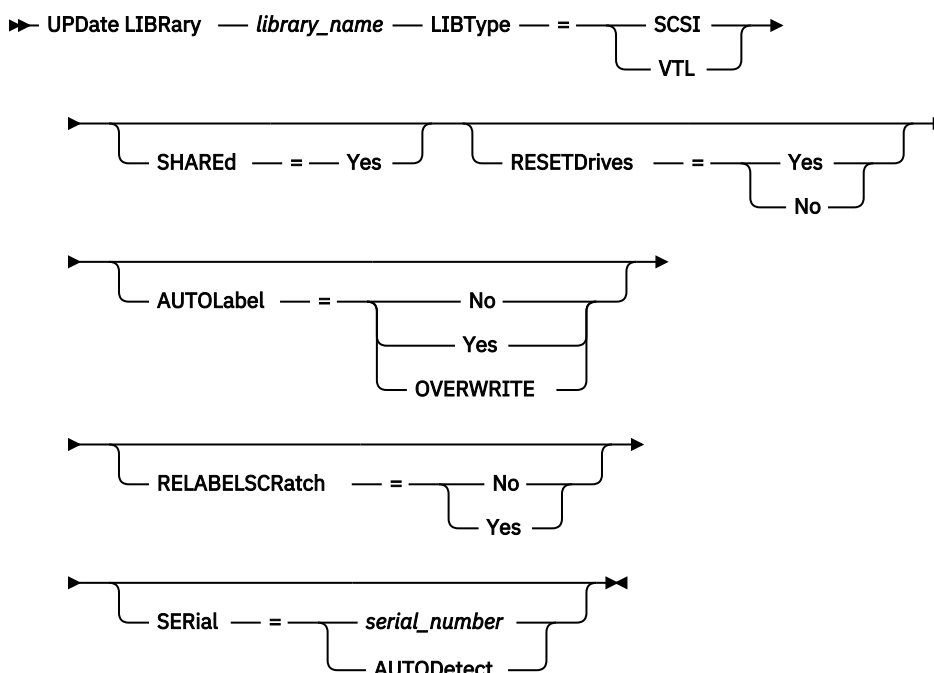 UPDate LIBRary library_name LIBType = SCSI
VTL
SHAREd = Yes RESETDrives = Yes
No
AUTOLabel = No
Yes
OVERWRITE
RELABELSCRatch = No
Yes
SERial = serial_number
AUTODetect